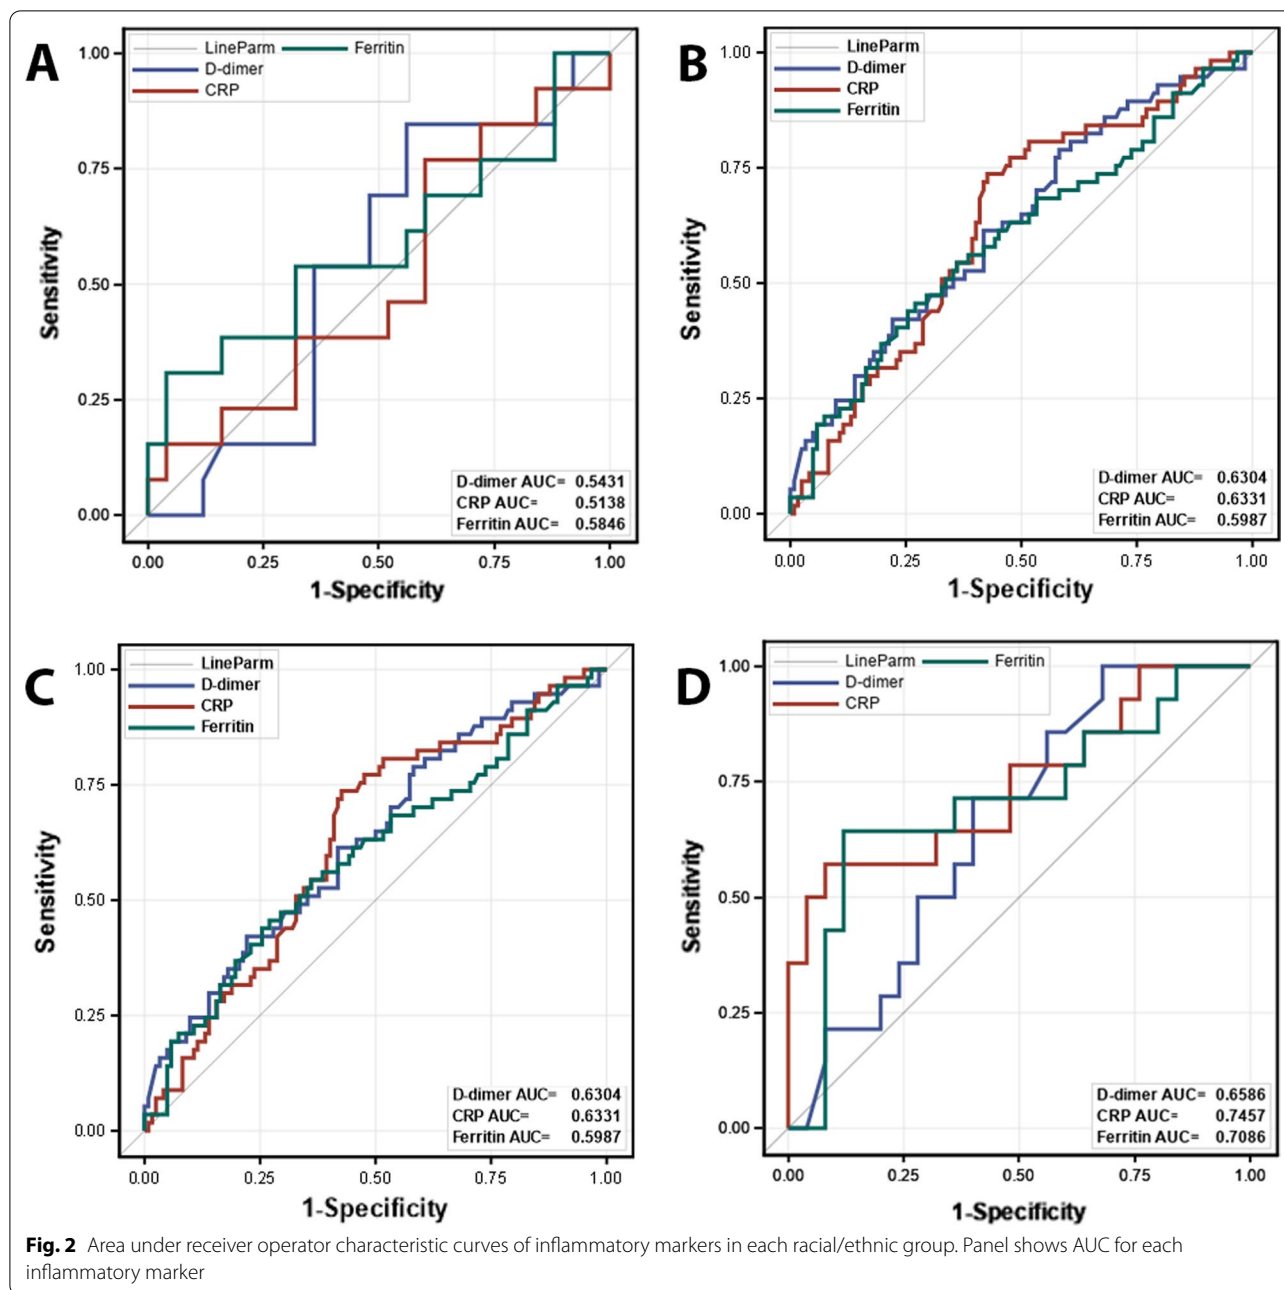 A
LineParm Ferritin
D-dimer
CRP
1.00
0.75
0.50
0.25
0.00
Sensitivity
D-dimer AUC= 0.5431
CRP AUC= 0.5138
Ferritin AUC= 0.5846
0.00 0.25 0.50 0.75 1.00
1-Specificity
B
LineParm
D-dimer
CRP
Ferritin
1.00
0.75
0.50
0.25
0.00
Sensitivity
D-dimer AUC= 0.6304
CRP AUC= 0.6331
Ferritin AUC= 0.5987
0.00 0.25 0.50 0.75 1.00
1-Specificity
C
LineParm
D-dimer
CRP
Ferritin
1.00
0.75
0.50
0.25
0.00
Sensitivity
D-dimer AUC= 0.6304
CRP AUC= 0.6331
Ferritin AUC= 0.5987
0.00 0.25 0.50 0.75 1.00
1-Specificity
D
LineParm Ferritin
D-dimer
CRP
1.00
0.75
0.50
0.25
0.00
Sensitivity
D-dimer AUC= 0.6586
CRP AUC= 0.7457
Ferritin AUC= 0.7086
0.00 0.25 0.50 0.75 1.00
1-Specificity
Fig. 2 Area under receiver operator characteristic curves of inflammatory markers in each racial/ethnic group. Panel shows AUC for each
inflammatory marker